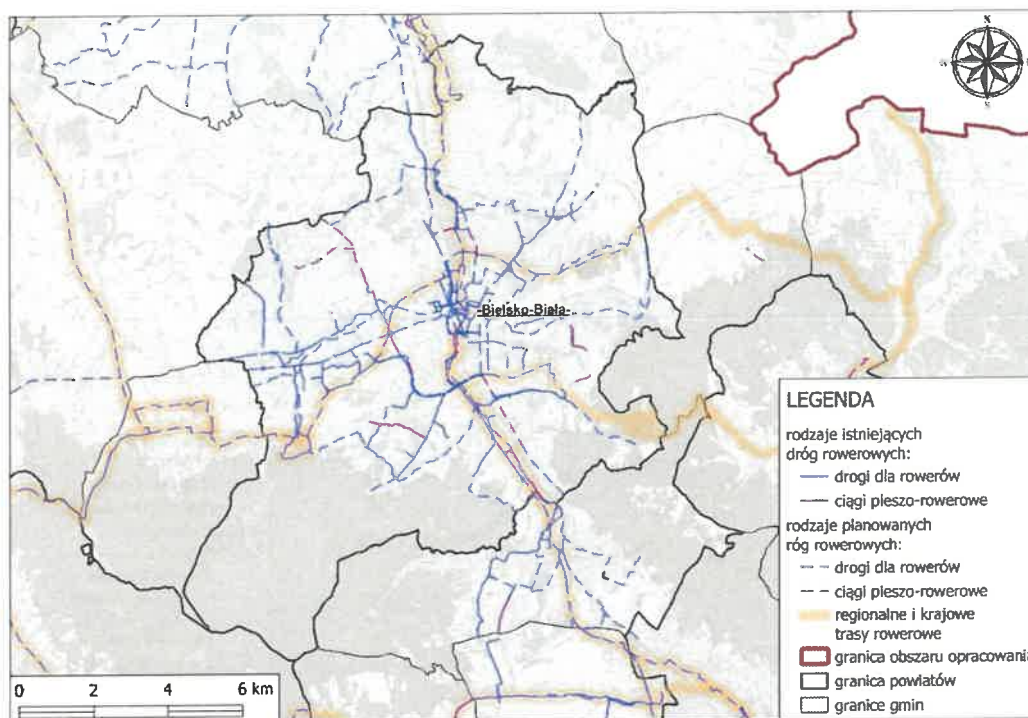 N
S
-Bielsko-Biała-
LEGENDA
rodzaje istniejących
dróg rowerowych:
drogi dla rowerów
ciągi pieszo-rowerowe
rodzaje planowanych
róg rowerowych:
drogi dla rowerów
ciągi pieszo-rowerowe
regionalne i krajowe
trasy rowerowe
granica obszaru opracowania
granica powiatów
granice gmin
0 2 4 6 km